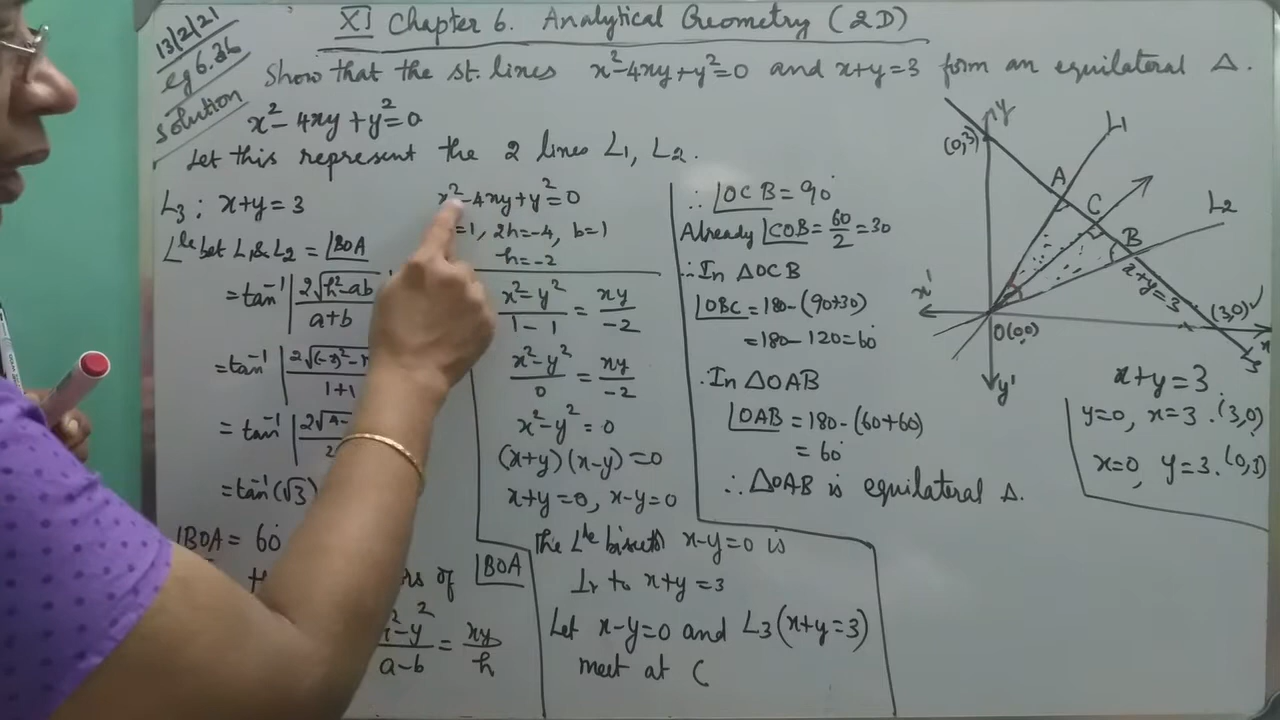 XI Chapter 6. Analytical Geometry (2D)
13/2/21
eg 6.36
Show that the st. lines x²-4xy+y²=0 and x+y=3 form an equilateral Δ.
Solution
x²-4xy+y²=0
Let this represent the 2 lines L1, L2.
L3: x+y=3
∠le bet L1 & L2 = ∠BOA
= tan⁻¹ | 2√(h²-ab) / a+b
= tan⁻¹ | 2√((-2)²-
1+1
= tan⁻¹ | 2√(4-
2
= tan⁻¹(√3)
∠BOA = 60°
of ∠BOA
x²-y² / a-b = xy / h
x²-4xy+y²=0
=1, 2h=-4, b=1
h=-2
x²-y² / 1-1 = xy / -2
x²-y² / 0 = xy / -2
x²-y²=0
(x+y)(x-y)=0
x+y=0, x-y=0
The ∠le bisects x-y=0 is
⊥r to x+y=3
Let x-y=0 and L3(x+y=3)
meet at C
∴ ∠OCB = 90°
Already ∠COB = 60/2 = 30
∴ In ΔOCB
∠OBC = 180-(90+30)
= 180-120 = 60°
. In ΔOAB
∠OAB = 180-(60+60)
= 60°
∴ ΔOAB is equilateral Δ.
y
(0,3)
L1
A
C
L2
B
x+y=3
x'
O(0,0)
(3,0)
x
y'
x+y=3
y=0, x=3 . (3,0)
x=0, y=3. (0,3)